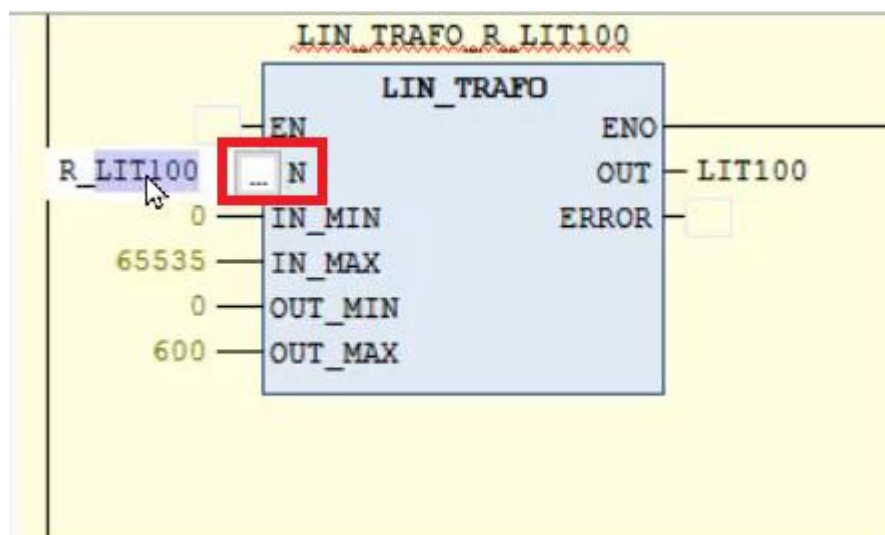 LIN_TRAFO_R_LIT100
LIN_TRAFO
EN ENO
R_LIT100 ... N OUT LIT100
0 IN_MIN ERROR
65535 IN_MAX
0 OUT_MIN
600 OUT_MAX